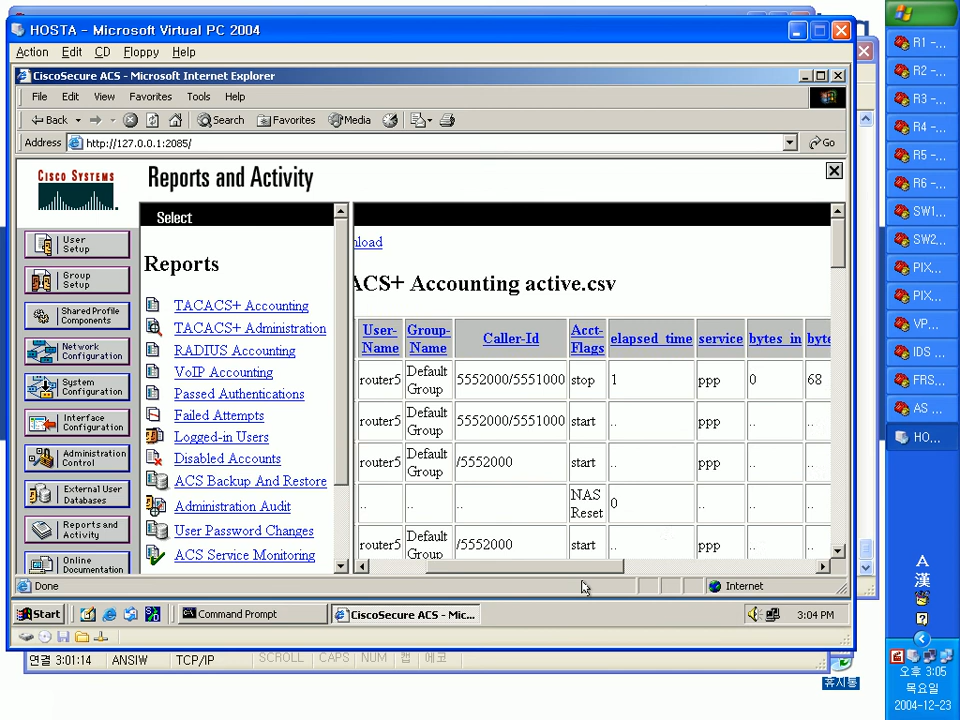 HOSTA - Microsoft Virtual PC 2004
Action Edit CD Floppy Help
CiscoSecure ACS - Microsoft Internet Explorer
File Edit View Favorites Tools Help
Back Search Favorites Media
Address http://127.0.0.1:2085/ Go
CISCO SYSTEMS
Reports and Activity
Select
User Setup
Group Setup
Shared Profile Components
Network Configuration
System Configuration
Interface Configuration
Administration Control
External User Databases
Reports and Activity
Online Documentation
Reports
TACACS+ Accounting
TACACS+ Administration
RADIUS Accounting
VoIP Accounting
Passed Authentications
Failed Attempts
Logged-in Users
Disabled Accounts
ACS Backup And Restore
Administration Audit
User Password Changes
ACS Service Monitoring
nload
ACS+ Accounting active.csv
User-Name Group-Name Caller-Id Acct-Flags elapsed_time service bytes_in byte
router5 Default Group 5552000/5551000 stop 1 ppp 0 68
router5 Default Group 5552000/5551000 start .. ppp .. ..
router5 Default Group /5552000 start .. ppp .. ..
.. .. .. NAS Reset 0 .. .. ..
router5 Default Group /5552000 start .. ppp .. ..
Done Internet
Start Command Prompt CiscoSecure ACS - Mic... 3:04 PM
연결 3:01:14 ANSIW TCP/IP SCROLL CAPS NUM 캡 에코
휴지통
R1 -...
R2 -...
R3 -...
R4 -...
R5 -...
R6 -...
SW1...
SW2...
PIX...
PIX...
VP...
IDS ...
FRS...
AS ...
HO...
A
漢
오후 3:05
목요일
2004-12-23